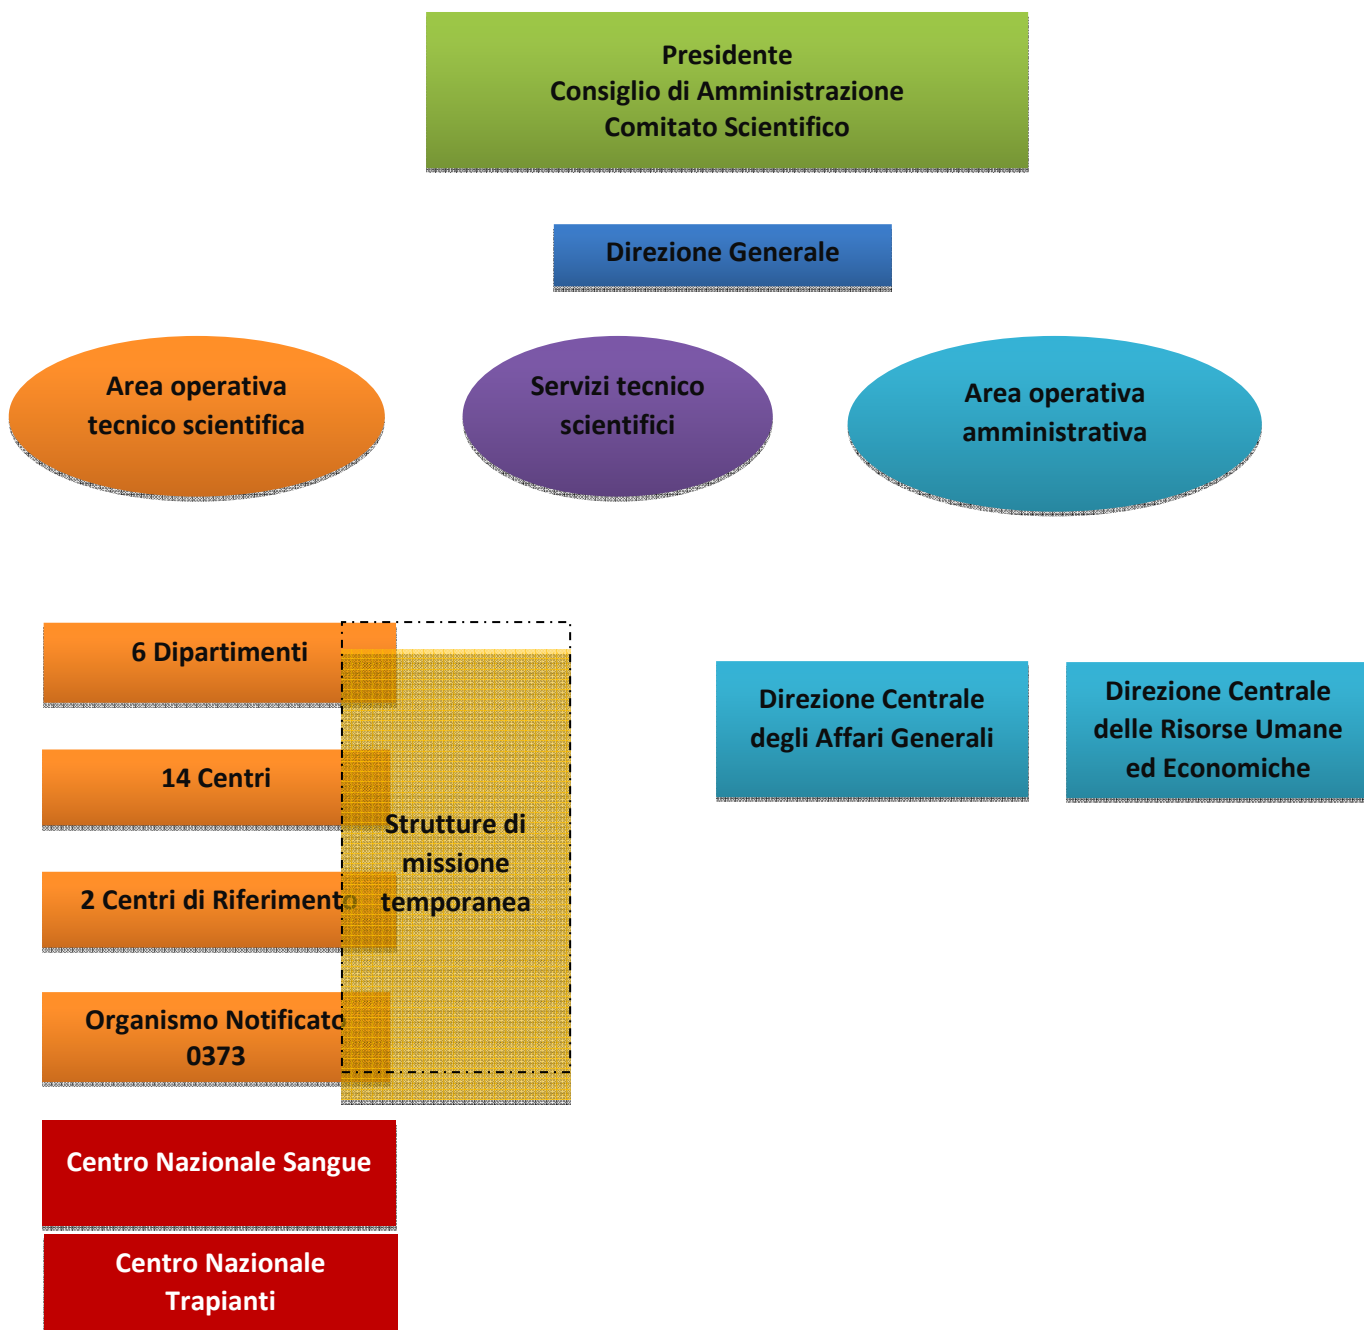 Presidente
Consiglio di Amministrazione
Comitato Scientifico
Direzione Generale
Area operativa
tecnico scientifica
Servizi tecnico
scientifici
Area operativa
amministrativa
6 Dipartimenti
14 Centri
2 Centri di Riferimento
Organismo Notificato
0373
Strutture di
missione
temporanea
Direzione Centrale
degli Affari Generali
Direzione Centrale
delle Risorse Umane
ed Economiche
Centro Nazionale Sangue
Centro Nazionale
Trapianti